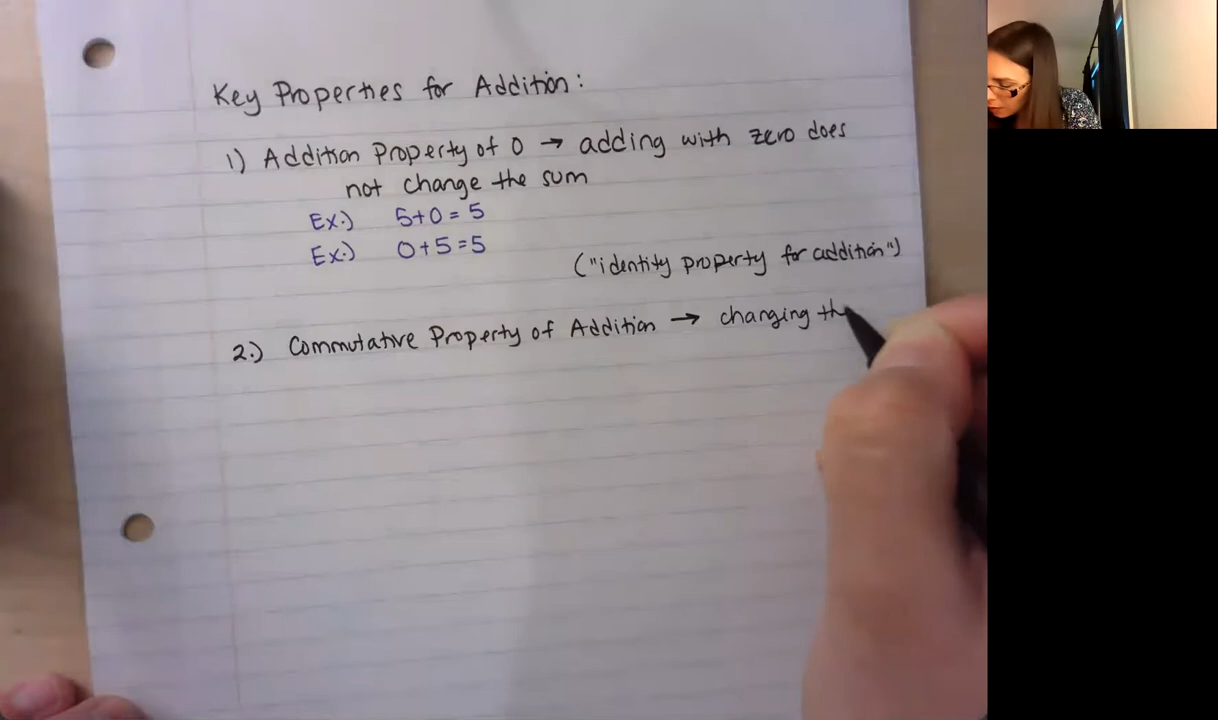 Key Properties for Addition:
1) Addition Property of 0 → adding with zero does
not change the sum
Ex.) 5+0=5
Ex.) 0+5=5
("identity property for addition")
2.) Commutative Property of Addition → changing th